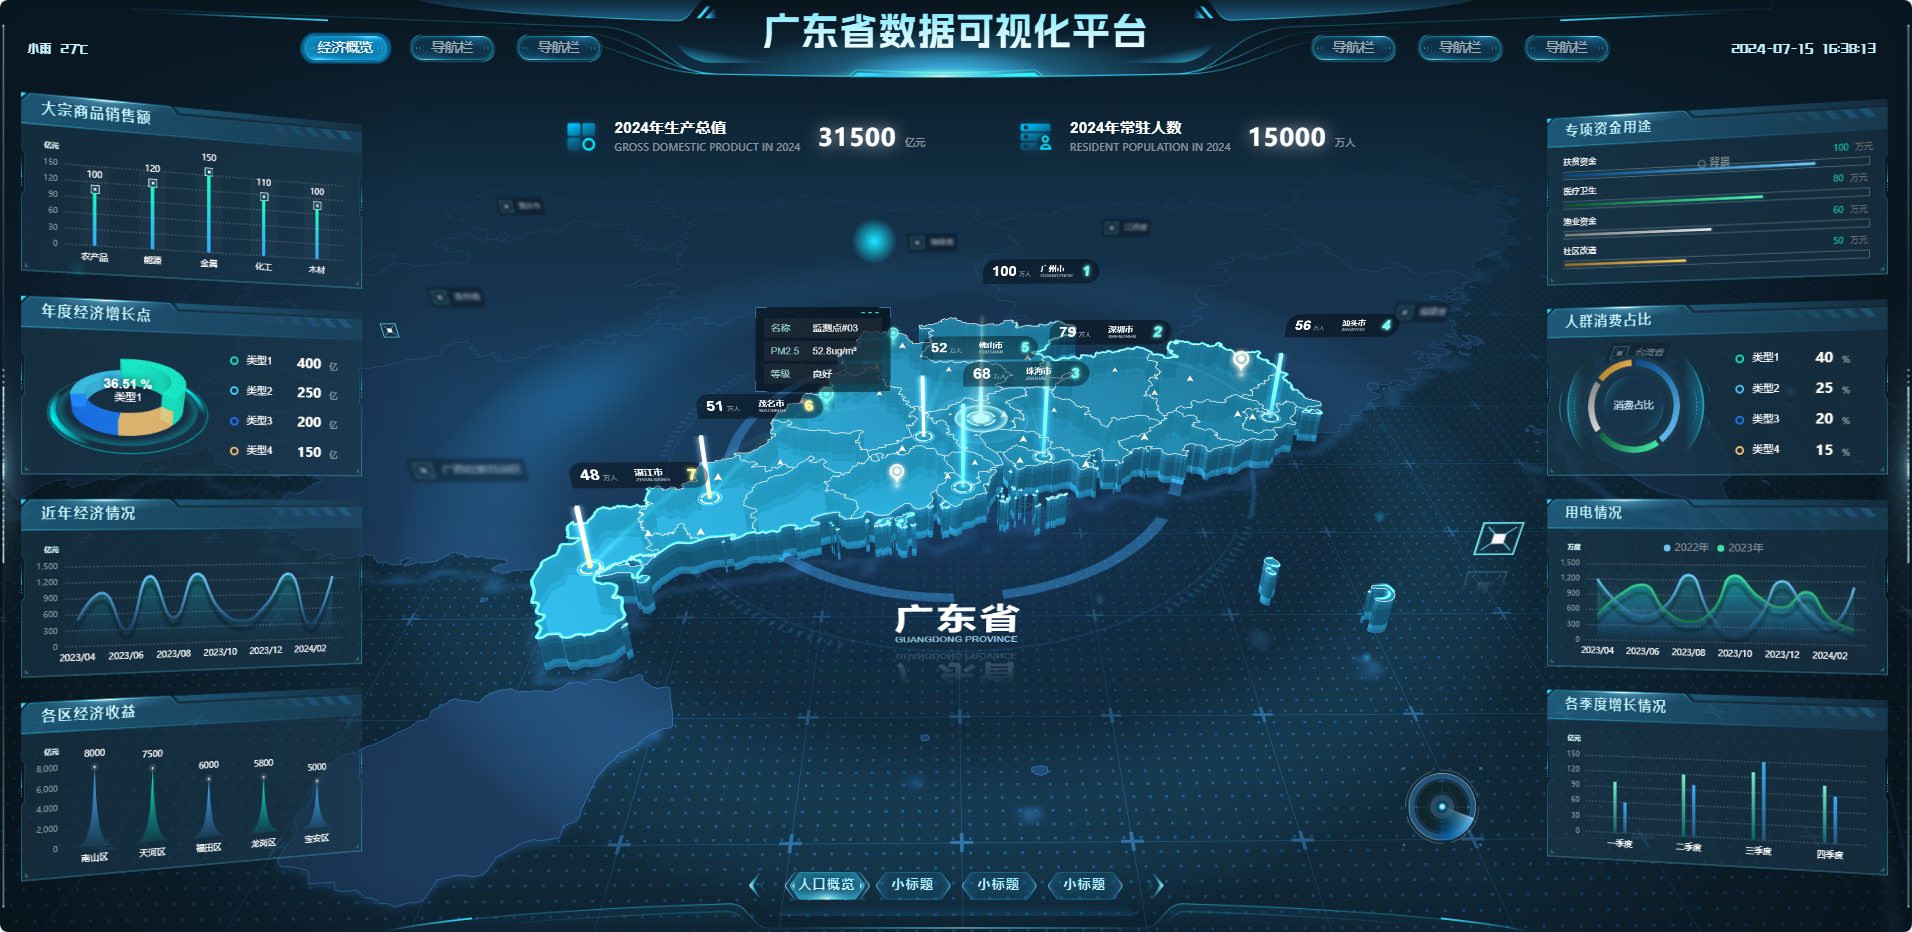 广东省数据可视化平台
小雨 27℃
经济概览
导航栏
导航栏
导航栏
导航栏
导航栏
2024-07-15 16:38:13
2024年生产总值
GROSS DOMESTIC PRODUCT IN 2024
31500 亿元
2024年常驻人数
RESIDENT POPULATION IN 2024
15000 万人
大宗商品销售额
亿元
150
120
90
60
30
0
100
120
150
110
100
农产品
能源
金属
化工
木材
年度经济增长点
36.51 %
类型1
类型1 400 亿
类型2 250 亿
类型3 200 亿
类型4 150 亿
近年经济情况
亿元
1,500
1,200
900
600
300
0
2023/04
2023/06
2023/08
2023/10
2023/12
2024/02
各区经济收益
亿元
8,000
6,000
4,000
2,000
0
8000
7500
6000
5800
5000
南山区
天河区
福田区
龙岗区
宝安区
100 万人 广州市 1
79 万人 深圳市 2
68 万人 珠海市 3
56 万人 汕头市 4
52 万人 佛山市 5
51 万人 茂名市 6
48 万人 湛江市 7
名称 监测点#03
PM2.5 52.8ug/m²
等级 良好
广东省
GUANGDONG PROVINCE
人口概览
小标题
小标题
小标题
专项资金用途
背景
扶贫资金
100 万元
医疗卫生
80 万元
渔业资金
60 万元
社区改造
50 万元
人群消费占比
台湾省
消费占比
类型1 40 %
类型2 25 %
类型3 20 %
类型4 15 %
用电情况
万度
2022年
2023年
1,500
1,200
900
600
300
0
2023/04
2023/06
2023/08
2023/10
2023/12
2024/02
各季度增长情况
亿元
150
120
90
60
30
0
一季度
二季度
三季度
四季度